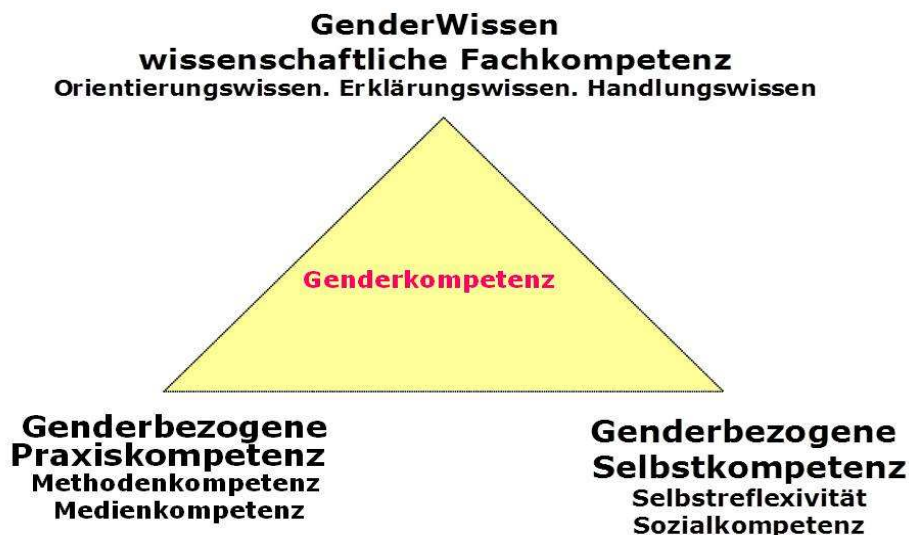 GenderWissen
wissenschaftliche Fachkompetenz
Orientierungswissen. Erklärungswissen. Handlungswissen
Genderkompetenz
Genderbezogene
Praxiskompetenz
Methodenkompetenz
Medienkompetenz
Genderbezogene
Selbstkompetenz
Selbstreflexivität
Sozialkompetenz